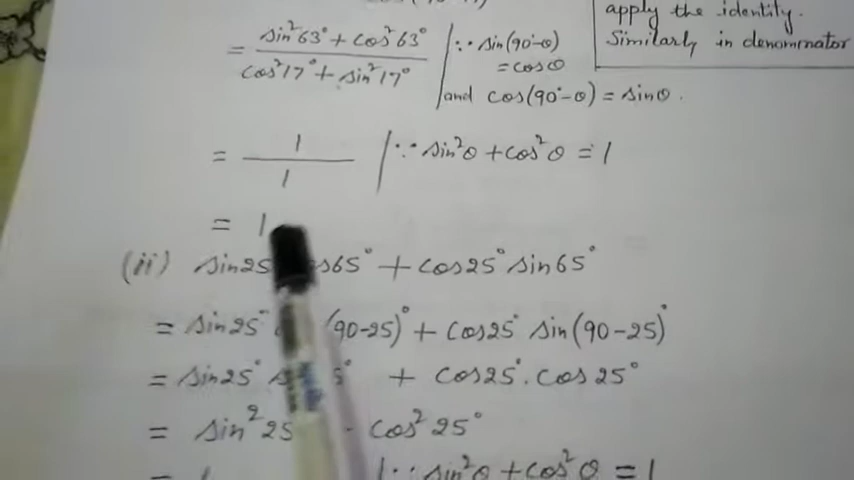 apply the identity.
Similarly in denominator
= sin²63° + cos²63° / cos²17° + sin²17° | ∵ sin(90°-θ)
= cosθ
and cos(90°-θ) = sinθ.
= 1 / 1 | ∵ sin²θ + cos²θ = 1
= 1
(ii) sin25 65° + cos25° sin65°
= sin25° (90-25)° + cos25° sin(90-25)°
= sin25° + cos25°. cos25°
= sin²25 cos²25°
= 1 | ∵ sin²θ + cos²θ = 1